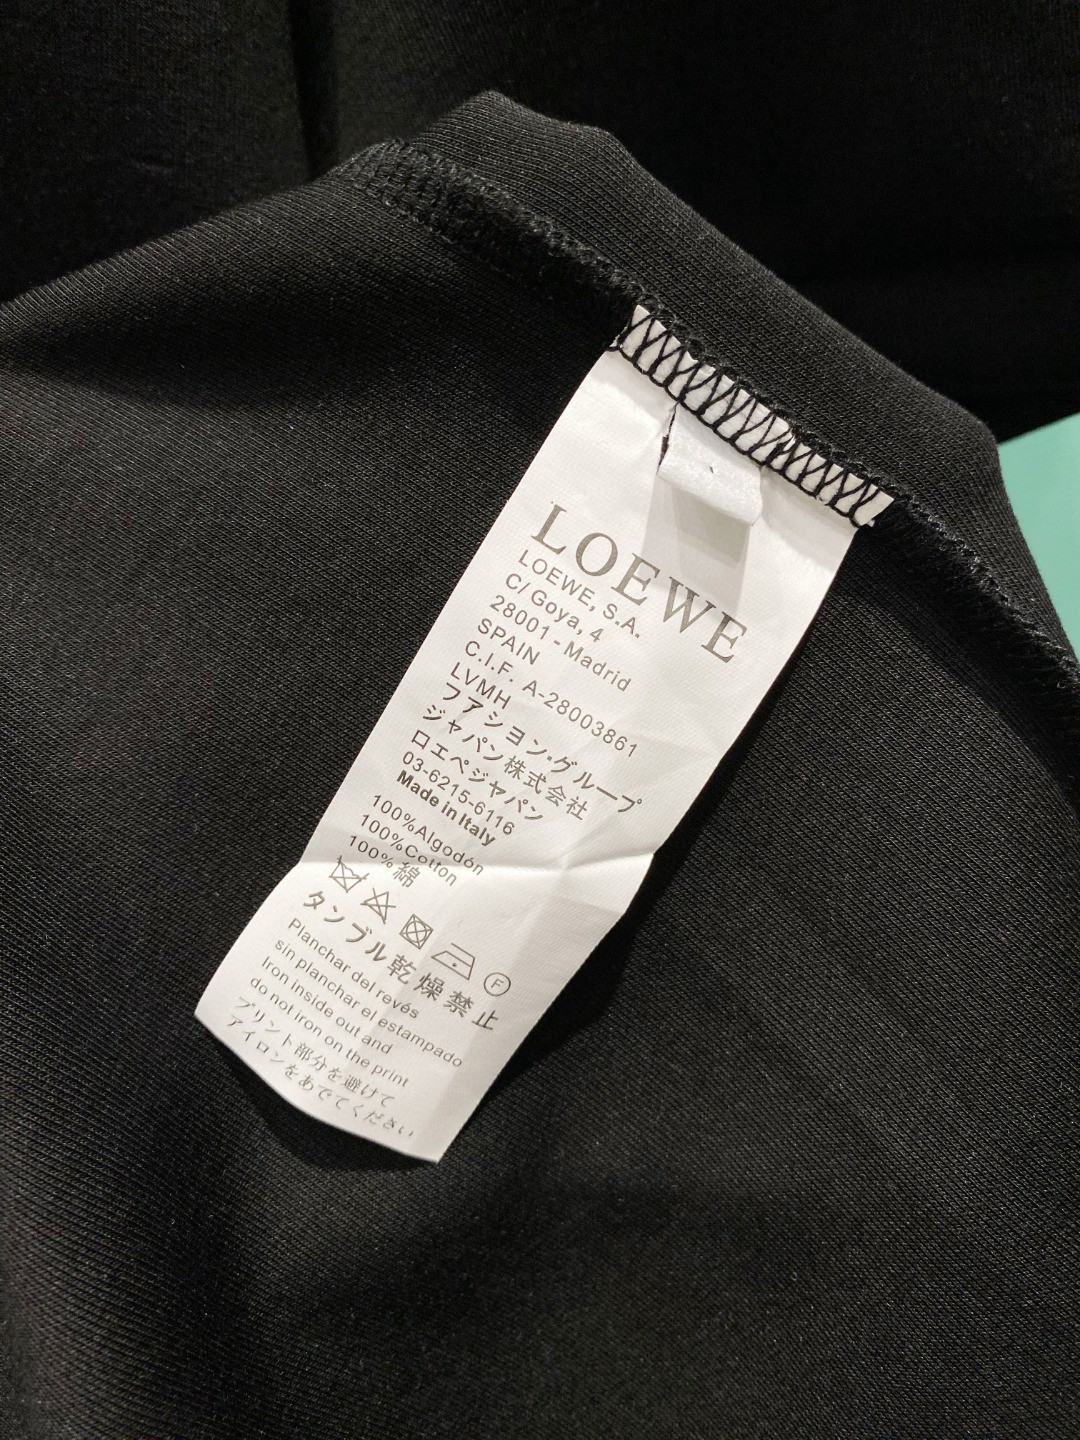 LOEWE
LOEWE, S.A.
C/ Goya, 4
28001 - Madrid
SPAIN
C.I.F. A-28003861
LVMH
ファション・グループ
ジャパン株式会社
ロエペジャパン
03-6215-6116
Made in Italy
100%Algodón
100%Cotton
100%綿
F
タンブル乾燥禁止
Planchar del revés
sin planchar el estampado
Iron inside out and
do not iron on the print
プリント部分を避けて
アイロンをあでてください